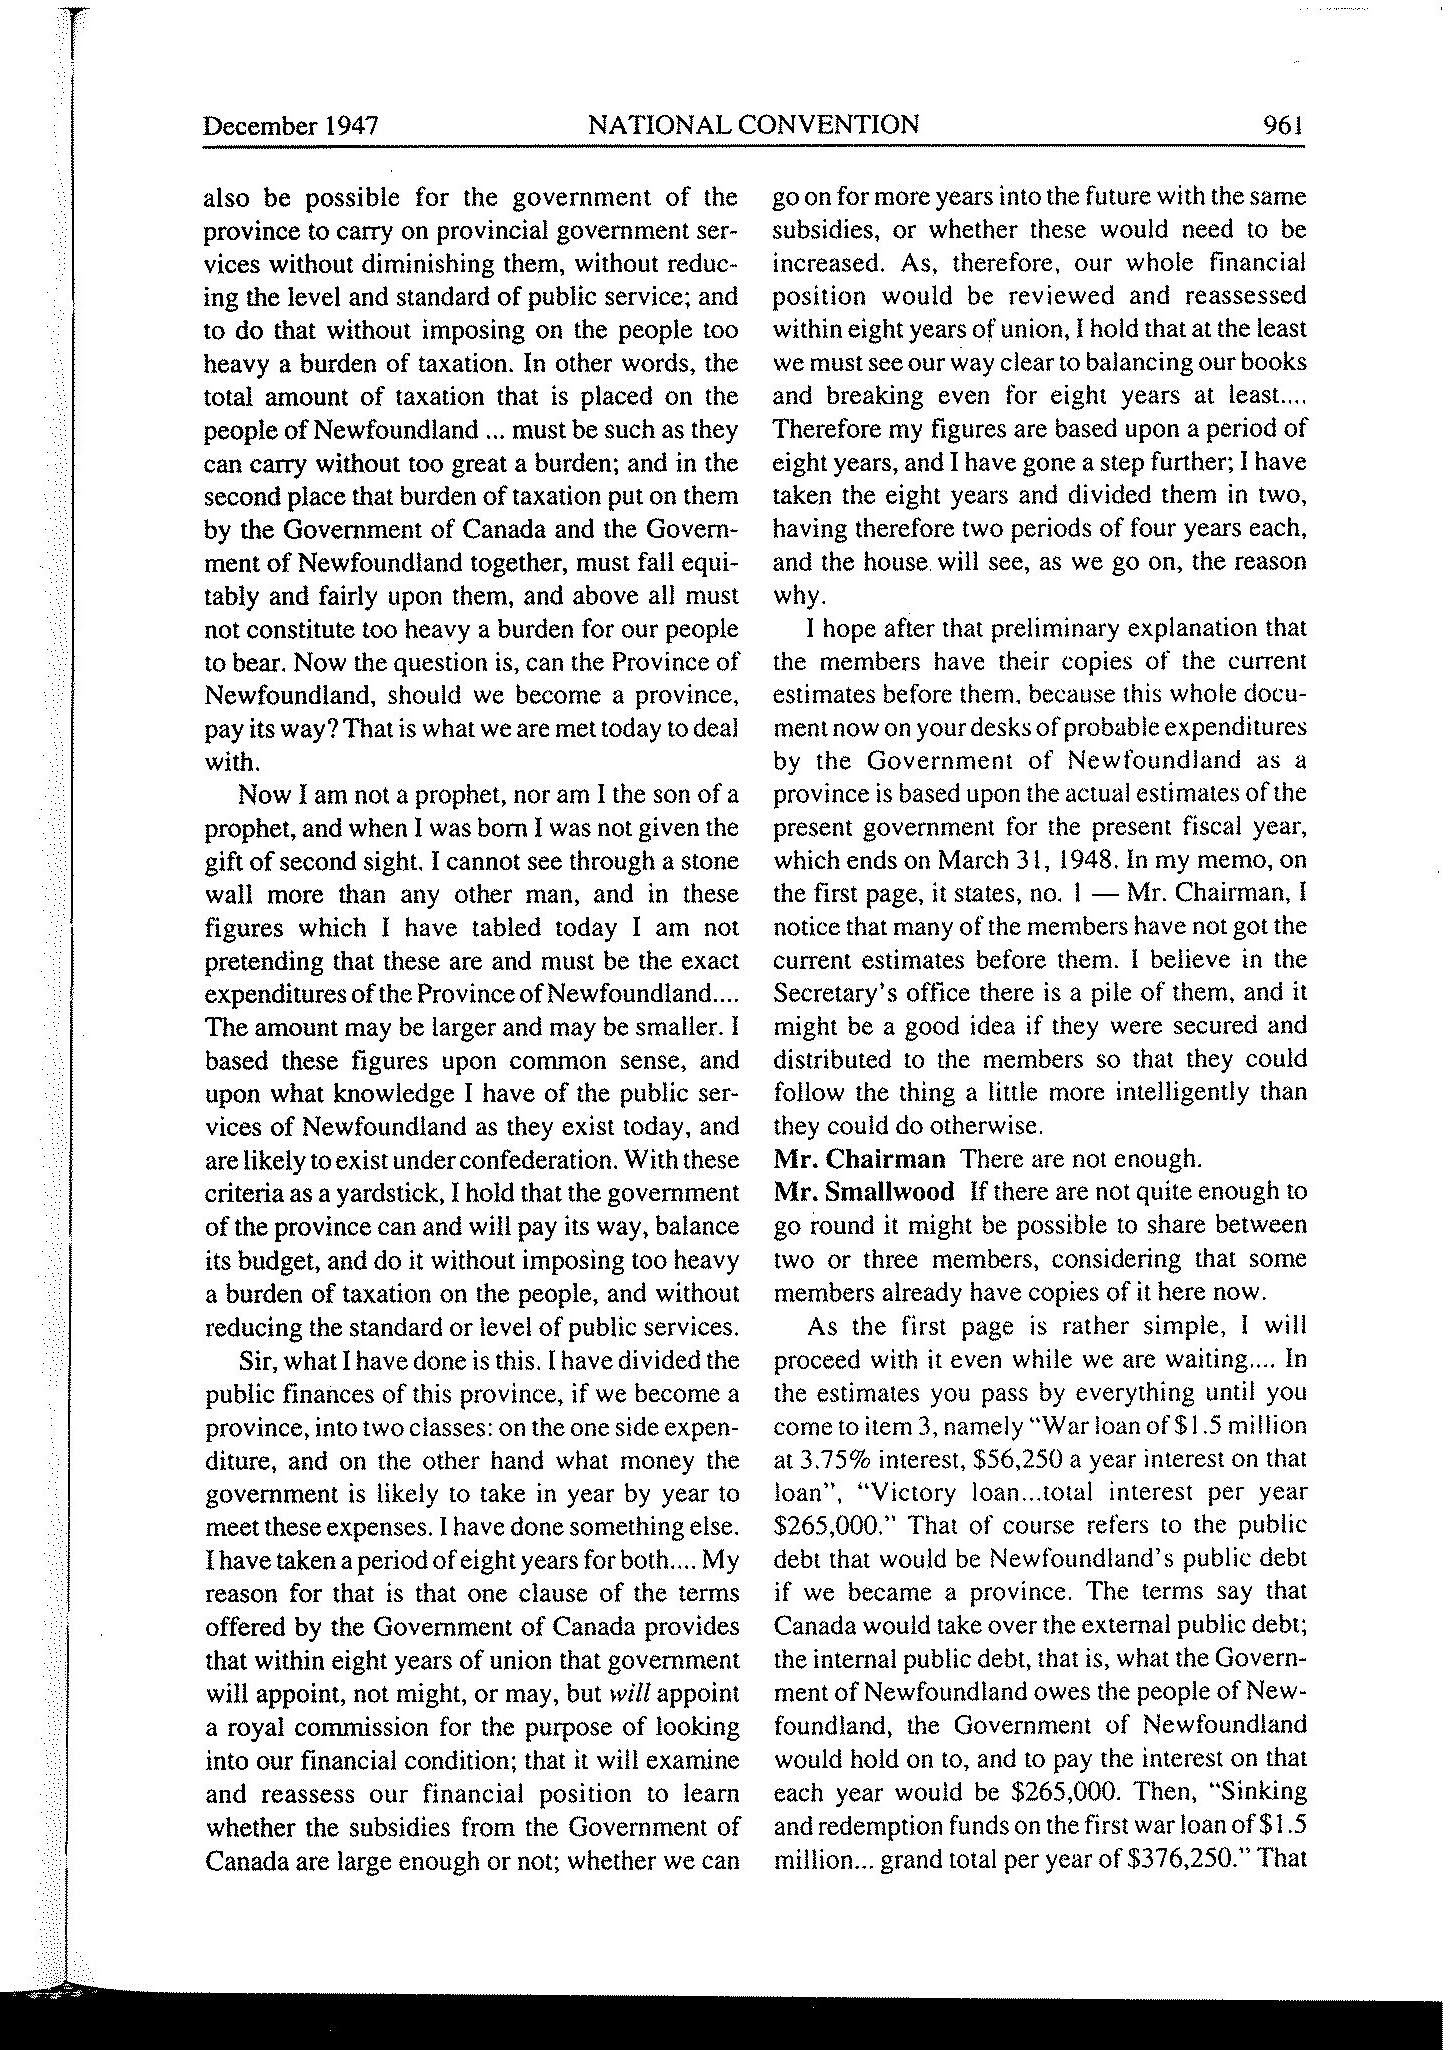 December 1947 NATIONAL CONVENTION 961
also be possible for the government of the
province to carry on provincial government ser-
vices without diminishing them, without reduc-
ing the level and standard of public service; and
to do that without imposing on the people too
heavy a burden of taxation. In other words, the
total amount of taxation that is placed on the
people of Newfoundland ... must be such as they
can carry without too great a burden; and in the
second place that burden of taxation put on them
by the Government of Canada and the Govern-
ment of Newfoundland together, must fall equi-
tably and fairly upon them, and above all must
not constitute too heavy a burden for our people
to bear. Now the question is, can the Province of
Newfoundland, should we become a province,
pay its way? That is what we are met today to deal
with.
Now I am not a prophet, nor am I the son of a
prophet, and when I was born I was not given the
gift of second sight. I cannot see through a stone
wall more than any other man, and in these
figures which I have tabled today I am not
pretending that these are and must be the exact
expenditures of the Province of Newfoundland....
The amount may be larger and may be smaller. I
based these figures upon common sense, and
upon what knowledge I have of the public ser-
vices of Newfoundland as they exist today, and
are likely to exist under confederation. With these
criteria as a yardstick, I hold that the government
of the province can and will pay its way, balance
its budget, and do it without imposing too heavy
a burden of taxation on the people, and without
reducing the standard or level of public services.
Sir, what I have done is this. I have divided the
public finances of this province, if we become a
province, into two classes: on the one side expen-
diture, and on the other hand what money the
government is likely to take in year by year to
meet these expenses. I have done something else.
I have taken a period of eight years for both.... My
reason for that is that one clause of the terms
offered by the Government of Canada provides
that within eight years of union that government
will appoint, not might, or may, but will appoint
a royal commission for the purpose of looking
into our financial condition; that it will examine
and reassess our financial position to learn
whether the subsidies from the Government of
Canada are large enough or not; whether we can
go on for more years into the future with the same
subsidies, or whether these would need to be
increased. As, therefore, our whole financial
position would be reviewed and reassessed
within eight years of union, I hold that at the least
we must see our way clear to balancing our books
and breaking even for eight years at least....
Therefore my figures are based upon a period of
eight years, and I have gone a step further; I have
taken the eight years and divided them in two,
having therefore two periods of four years each,
and the house will see, as we go on, the reason
why.
I hope after that preliminary explanation that
the members have their copies of the current
estimates before them, because this whole docu-
ment now on your desks of probable expenditures
by the Government of Newfoundland as a
province is based upon the actual estimates of the
present government for the present fiscal year,
which ends on March 31, 1948. In my memo, on
the first page, it states, no. 1 — Mr. Chairman, I
notice that many of the members have not got the
current estimates before them. I believe in the
Secretary's office there is a pile of them, and it
might be a good idea if they were secured and
distributed to the members so that they could
follow the thing a little more intelligently than
they could do otherwise.
Mr. Chairman There are not enough.
Mr. Smallwood If there are not quite enough to
go round it might be possible to share between
two or three members, considering that some
members already have copies of it here now.
As the first page is rather simple, I will
proceed with it even while we are waiting.... In
the estimates you pass by everything until you
come to item 3, namely "War loan of $1.5 million
at 3.75% interest, $56,250 a year interest on that
loan", "Victory loan...total interest per year
$265,000." That of course refers to the public
debt that would be Newfoundland's public debt
if we became a province. The terms say that
Canada would take over the external public debt;
the internal public debt, that is, what the Govern-
ment of Newfoundland owes the people of New-
foundland, the Government of Newfoundland
would hold on to, and to pay the interest on that
each year would be $265,000. Then, "Sinking
and redemption funds on the first war loan of $1.5
million... grand total per year of $376,250." That